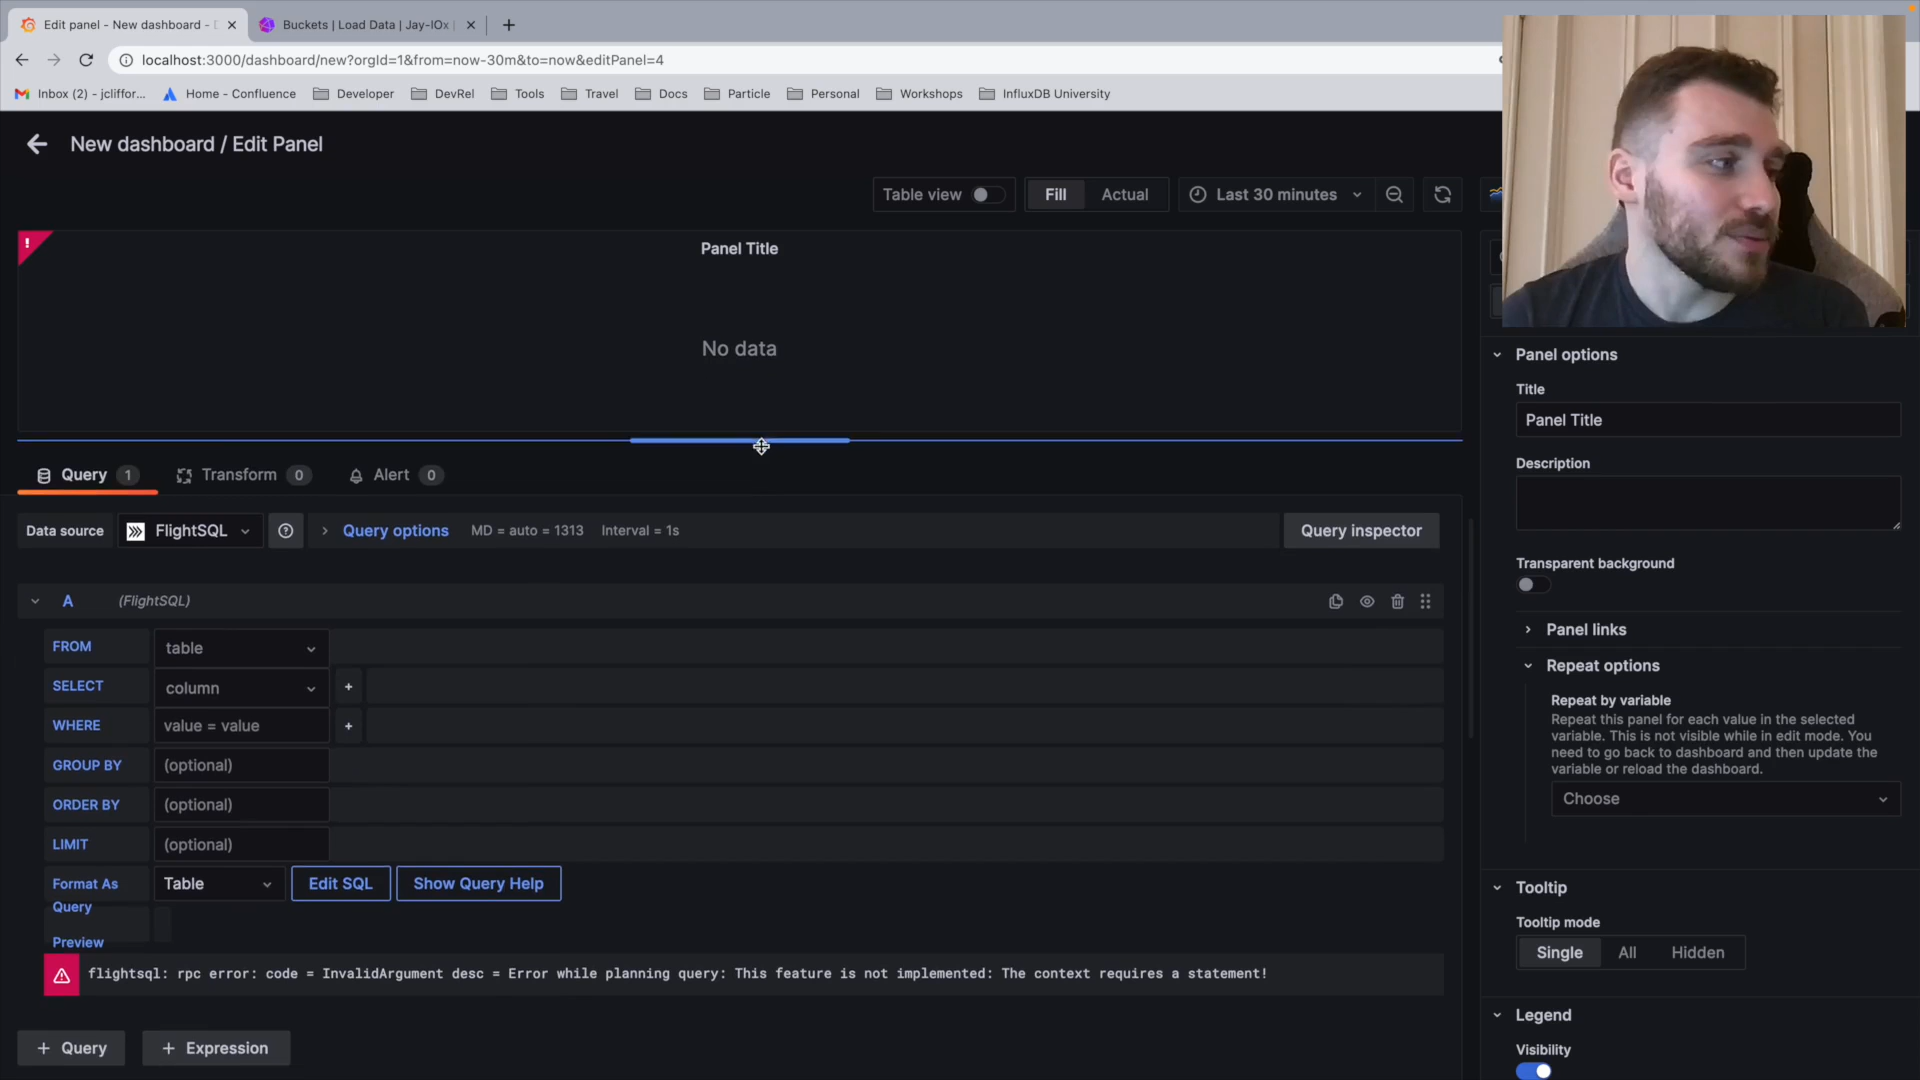 Edit panel - New dashboard -
Buckets | Load Data | Jay-IOx
localhost:3000/dashboard/new?orgId=1&from=now-30m&to=now&editPanel=4
Inbox (2) - jcliffor...
Home - Confluence
Developer
DevRel
Tools
Travel
Docs
Particle
Personal
Workshops
InfluxDB University
New dashboard / Edit Panel
Table view
Fill
Actual
Last 30 minutes
!
Panel Title
No data
Query 1
Transform 0
Alert 0
Data source
FlightSQL
Query options
MD = auto = 1313
Interval = 1s
Query inspector
A
(FlightSQL)
FROM
table
SELECT
column
+
WHERE
value = value
+
GROUP BY
(optional)
ORDER BY
(optional)
LIMIT
(optional)
Format As
Table
Edit SQL
Show Query Help
Query
Preview
flightsql: rpc error: code = InvalidArgument desc = Error while planning query: This feature is not implemented: The context requires a statement!
+ Query
+ Expression
Panel options
Title
Panel Title
Description
Transparent background
Panel links
Repeat options
Repeat by variable
Repeat this panel for each value in the selected
variable. This is not visible while in edit mode. You
need to go back to dashboard and then update the
variable or reload the dashboard.
Choose
Tooltip
Tooltip mode
Single
All
Hidden
Legend
Visibility